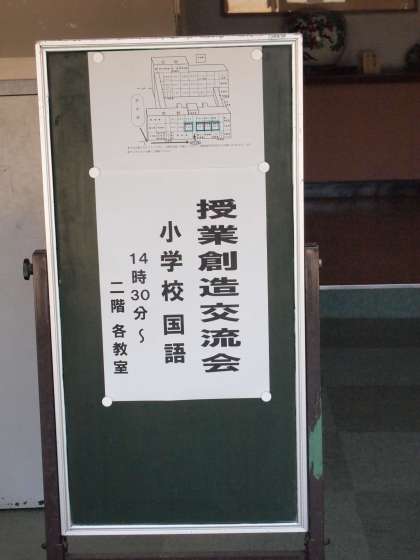 授業創造交流会
小学校 国語
14時30分～
二階 各教室